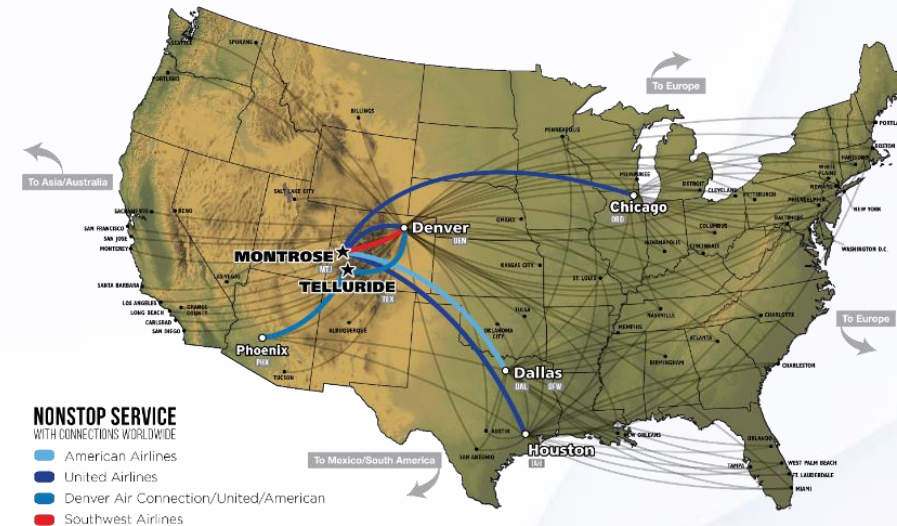 To Europe
SEATTLE
SPOKANE
PORTLAND
BILLINGS
MINNEAPOLIS
MILWAUKEE
Chicago
ORD
DETROIT
CLEVELAND
PITTSBURGH
PORTLA
BOSTON
HARTFORD
WHITE
PLAINS
NEWARK
NEW YORK
PHILADELPHIA
BALTIMORE
WASHINGTON D.C.
To Asia/Australia
SALT LAKE CITY
SACRAMENTO
RENO
SAN FRANCISCO
SAN JOSE
MONTEREY
Denver
DEN
MONTROSE
MTJ
TELLURIDE
TEX
OMAHA
COLUMBUS
INDIANAPOLIS
CINCINNATI
KANSAS CITY
ST. LOUIS
LAS VEGAS
SANTA BARBARA
LOS ANGELES
LONG BEACH
ORANGE
COUNTY
CARLSBAD
SAN DIEGO
ALBUQUERQUE
Phoenix
PHX
TUCSON
TULSA
OKLAHOMA
CITY
NASHVILLE
MEMPHIS
CHARLOTTE
ATLANTA
BIRMINGHAM
CHARLESTON
To Europe
Dallas
DAL DFW
AUSTIN
Houston
IAH
SAN ANTONIO
NEW ORLEANS
ORLANDO
TAMPA
WEST PALM BEACH
FT. LAUDERDALE
MIAMI
To Mexico/South America
NONSTOP SERVICE
WITH CONNECTIONS WORLDWIDE
American Airlines
United Airlines
Denver Air Connection/United/American
Southwest Airlines